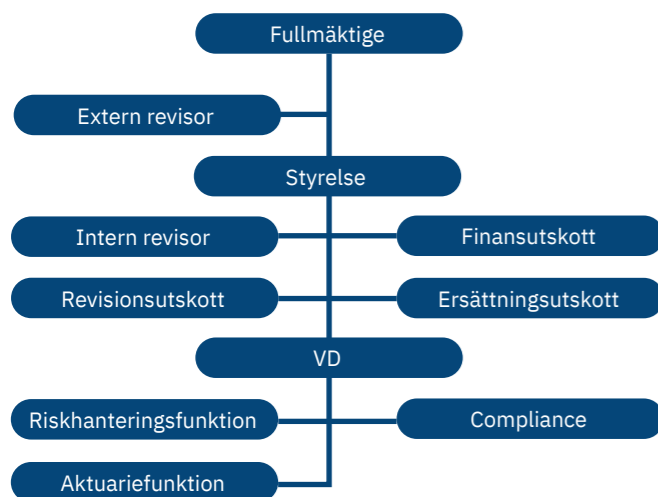 Fullmäktige
Extern revisor
Styrelse
Intern revisor
Finansutskott
Revisionsutskott
Ersättningsutskott
VD
Riskhanteringsfunktion
Compliance
Aktuariefunktion